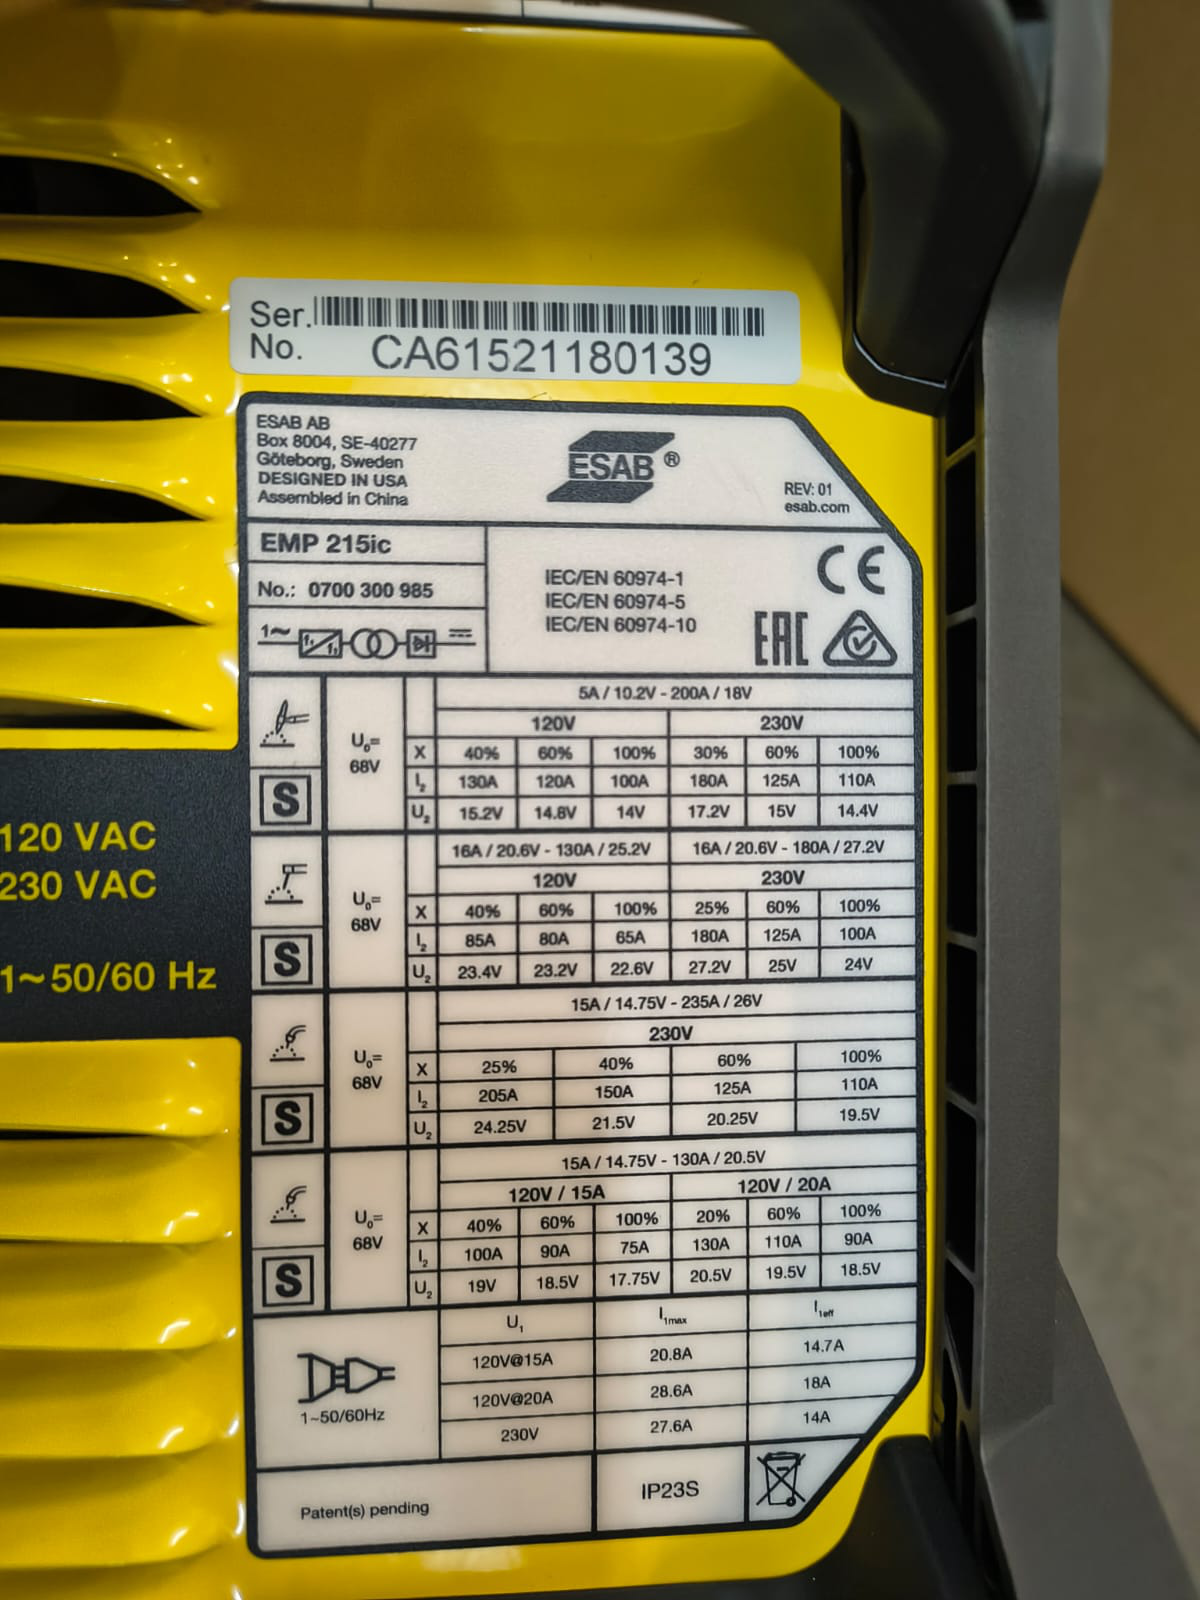 Ser.
No. CA61521180139
ESAB AB
Box 8004, SE-40277
Göteborg, Sweden
DESIGNED IN USA
Assembled in China
ESAB ®
REV: 01
esab.com
EMP 215ic
No.: 0700 300 985
1~ f1 f2
IEC/EN 60974-1
IEC/EN 60974-5
IEC/EN 60974-10
CE
EAC
S
U0=
68V
5A / 10.2V - 200A / 18V
120V 230V
X 40% 60% 100% 30% 60% 100%
I2 130A 120A 100A 180A 125A 110A
U2 15.2V 14.8V 14V 17.2V 15V 14.4V
S
U0=
68V
16A / 20.6V - 130A / 25.2V 16A / 20.6V - 180A / 27.2V
120V 230V
X 40% 60% 100% 25% 60% 100%
I2 85A 80A 65A 180A 125A 100A
U2 23.4V 23.2V 22.6V 27.2V 25V 24V
S
U0=
68V
15A / 14.75V - 235A / 26V
230V
X 25% 40% 60% 100%
I2 205A 150A 125A 110A
U2 24.25V 21.5V 20.25V 19.5V
S
U0=
68V
15A / 14.75V - 130A / 20.5V
120V / 15A 120V / 20A
X 40% 60% 100% 20% 60% 100%
I2 100A 90A 75A 130A 110A 90A
U2 19V 18.5V 17.75V 20.5V 19.5V 18.5V
1~50/60Hz
U1 I1max I1eff
120V@15A 20.8A 14.7A
120V@20A 28.6A 18A
230V 27.6A 14A
Patent(s) pending
IP23S
120 VAC
230 VAC
1~50/60 Hz